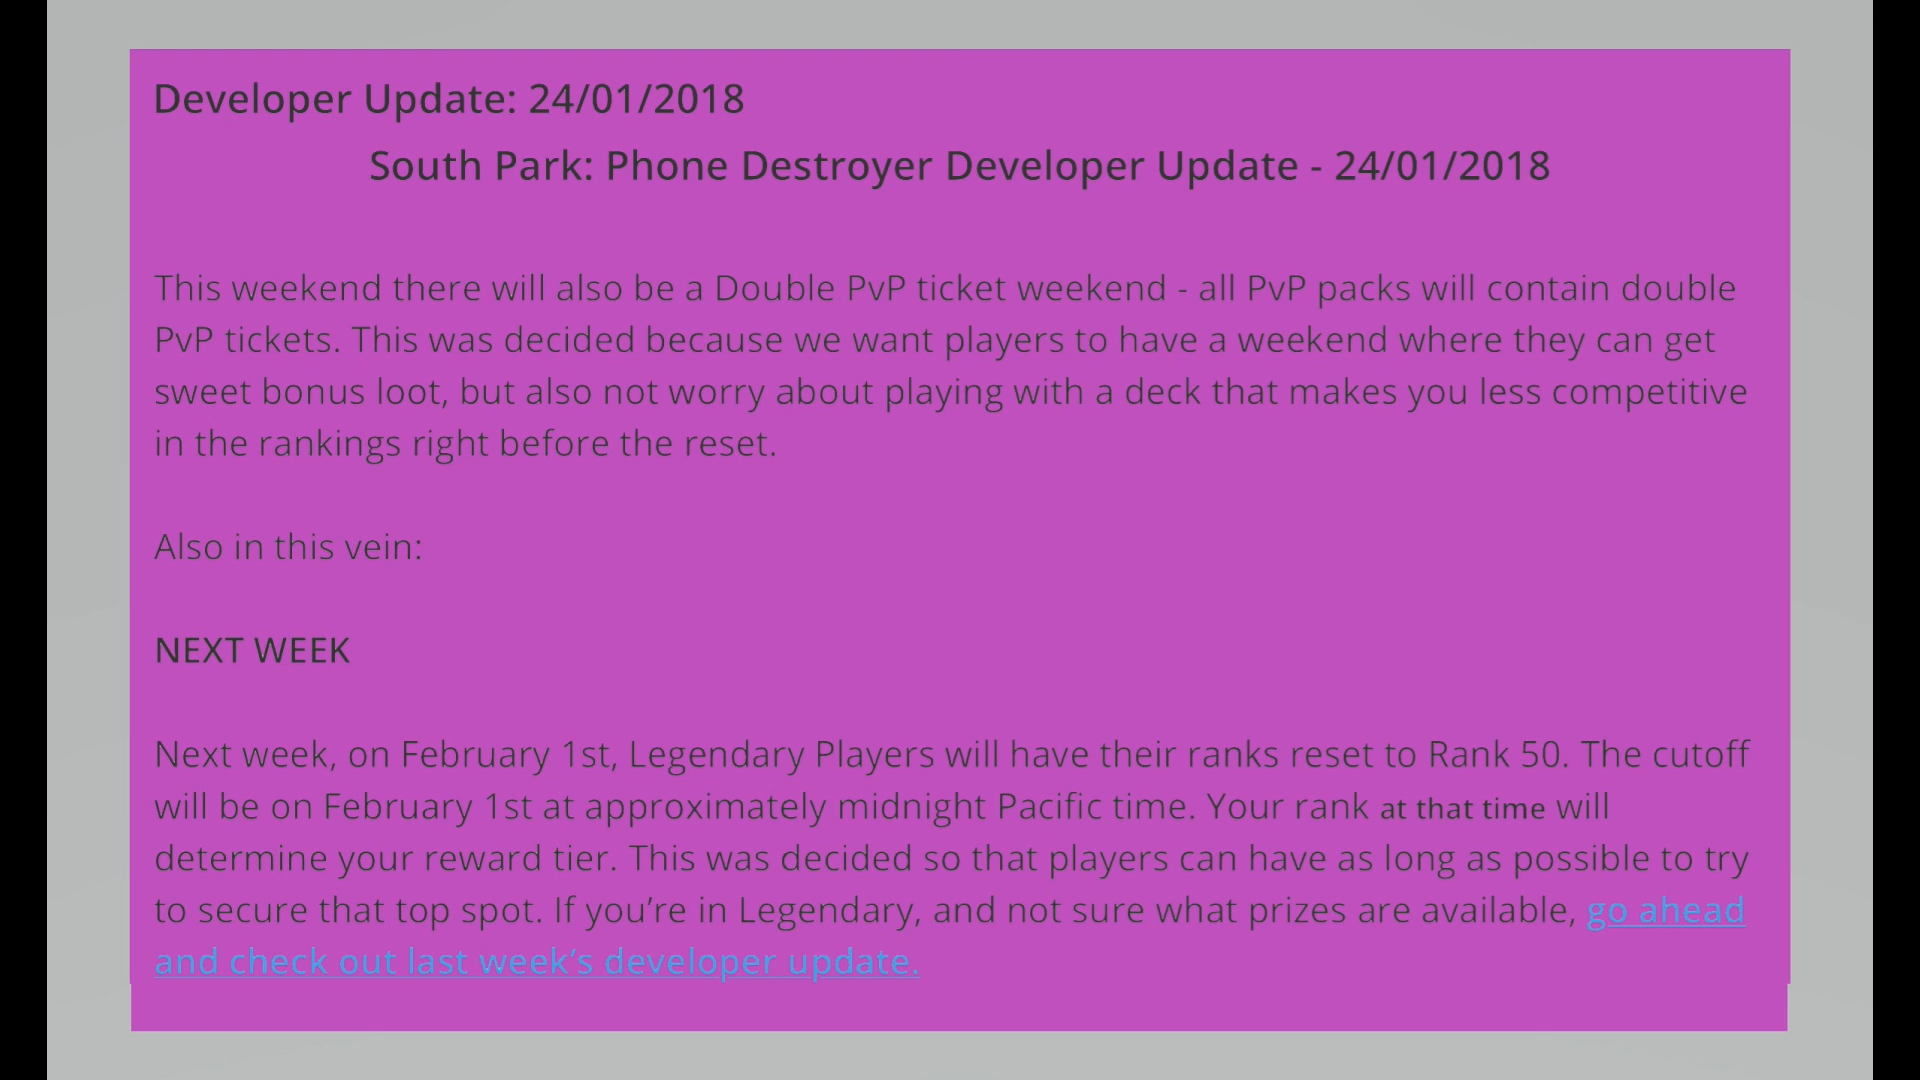 Developer Update: 24/01/2018
South Park: Phone Destroyer Developer Update - 24/01/2018
This weekend there will also be a Double PvP ticket weekend - all PvP packs will contain double
PvP tickets. This was decided because we want players to have a weekend where they can get
sweet bonus loot, but also not worry about playing with a deck that makes you less competitive
in the rankings right before the reset.
Also in this vein:
NEXT WEEK
Next week, on February 1st, Legendary Players will have their ranks reset to Rank 50. The cutoff
will be on February 1st at approximately midnight Pacific time. Your rank at that time will
determine your reward tier. This was decided so that players can have as long as possible to try
to secure that top spot. If you’re in Legendary, and not sure what prizes are available, go ahead
and check out last week’s developer update.